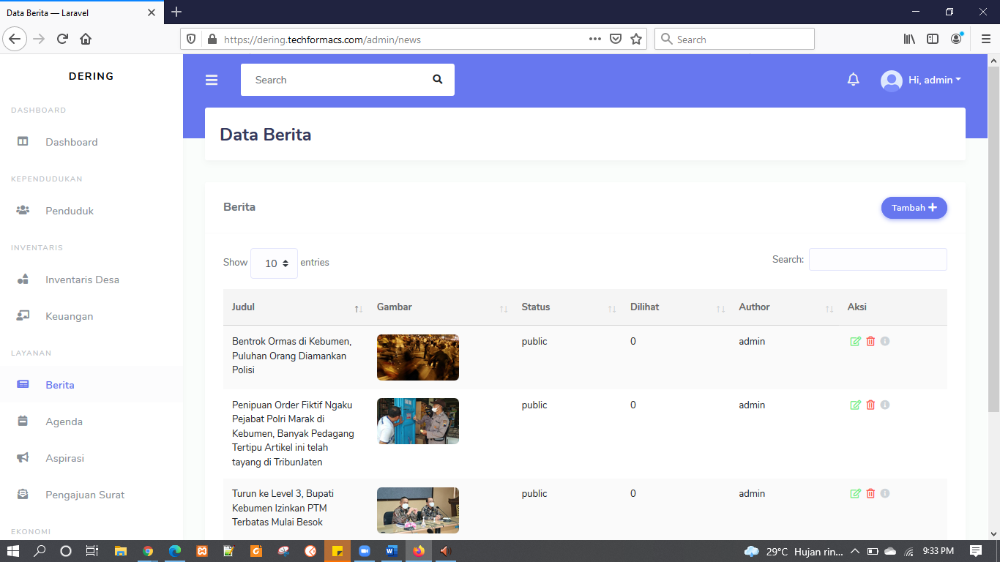 Data Berita — Laravel
https://dering.techformacs.com/admin/news
Search
DERING
DASHBOARD
Dashboard
KEPENDUDUKAN
Penduduk
INVENTARIS
Inventaris Desa
Keuangan
LAYANAN
Berita
Agenda
Aspirasi
Pengajuan Surat
EKONOMI
Search
Hi, admin
Data Berita
Berita
Tambah
Show 10 entries
Search:
Judul Gambar Status Dilihat Author Aksi
Bentrok Ormas di Kebumen,
Puluhan Orang Diamankan
Polisi
public 0 admin
Penipuan Order Fiktif Ngaku
Pejabat Polri Marak di
Kebumen, Banyak Pedagang
Tertipu Artikel ini telah
tayang di TribunJaten
public 0 admin
Turun ke Level 3, Bupati
Kebumen Izinkan PTM
Terbatas Mulai Besok
public 0 admin
29°C Hujan rin... 9:33 PM